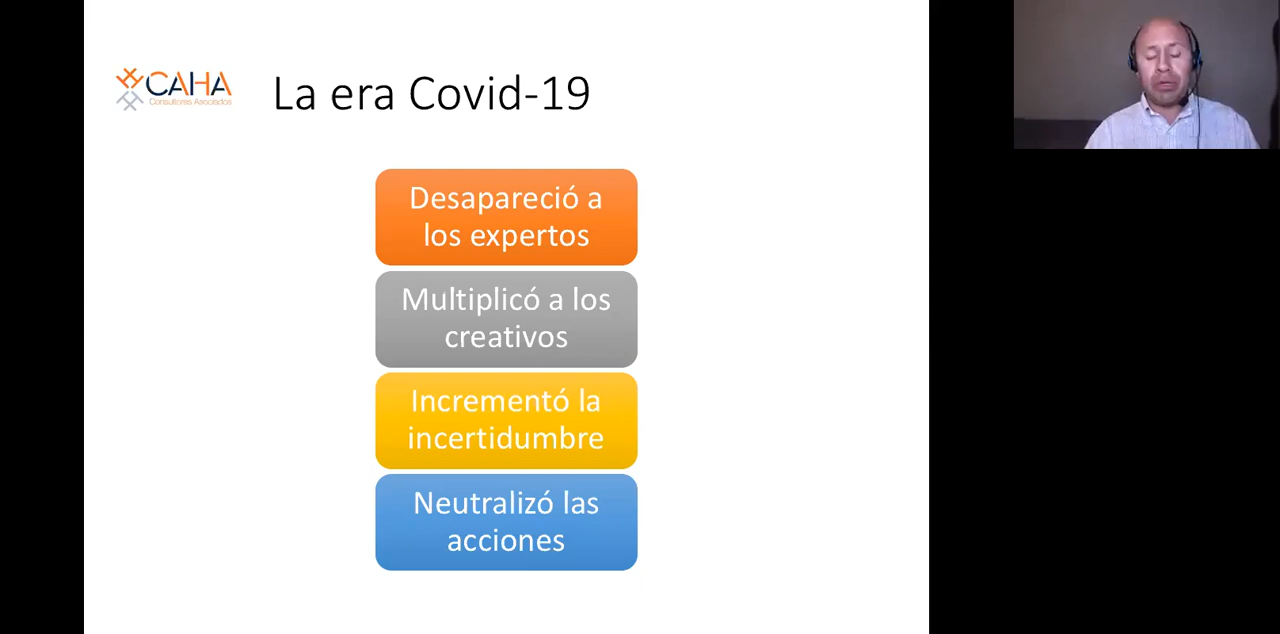 CAHA
Consultores Asociados
La era Covid-19
Desapareció a
los expertos
Multiplicó a los
creativos
Incrementó la
incertidumbre
Neutralizó las
acciones